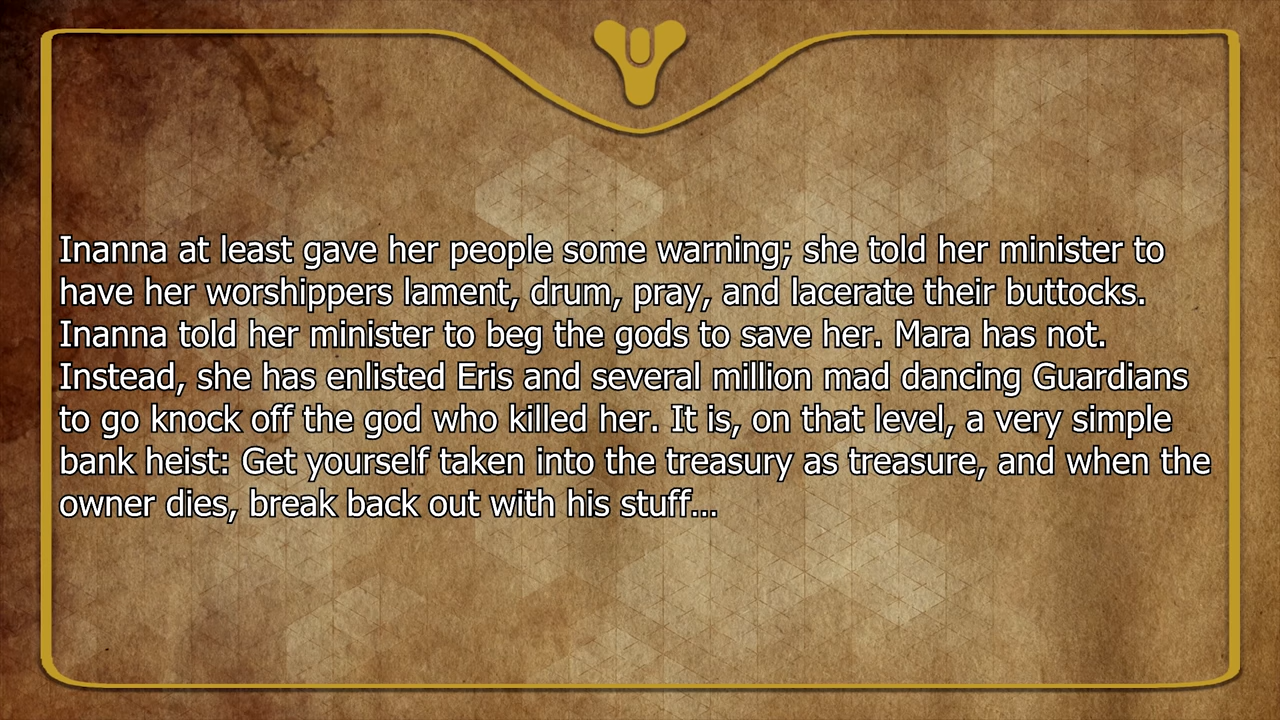 Inanna at least gave her people some warning; she told her minister to
have her worshippers lament, drum, pray, and lacerate their buttocks.
Inanna told her minister to beg the gods to save her. Mara has not.
Instead, she has enlisted Eris and several million mad dancing Guardians
to go knock off the god who killed her. It is, on that level, a very simple
bank heist: Get yourself taken into the treasury as treasure, and when the
owner dies, break back out with his stuff...